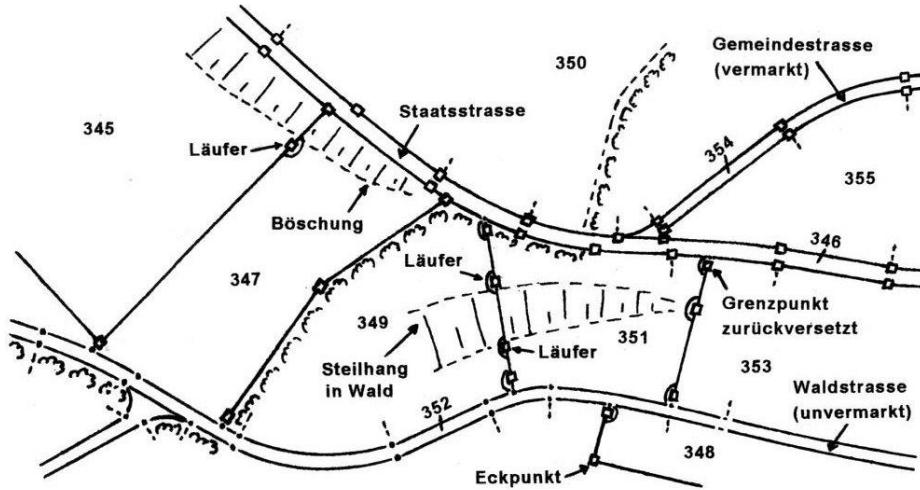 350
Gemeindestrasse
(vermarkt)
345
Staatsstrasse
Läufer
354
355
Böschung
346
347
Läufer
Grenzpunkt
zurückversetzt
349
351
Steilhang
in Wald
Läufer
353
352
Waldstrasse
(unvermarkt)
348
Eckpunkt